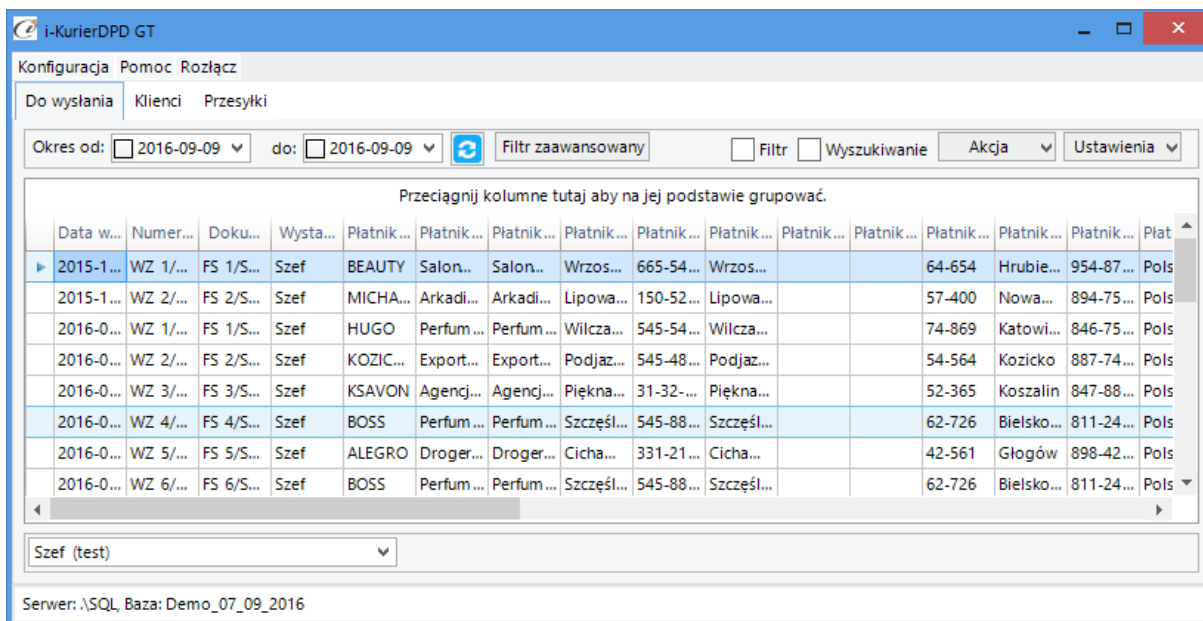 i-KurierDPD GT
Konfiguracja Pomoc Rozłącz
Do wysłania Klienci Przesyłki
Okres od: 2016-09-09 do: 2016-09-09 Filtr zaawansowany Filtr Wyszukiwanie Akcja Ustawienia
Przeciągnij kolumne tutaj aby na jej podstawie grupować.
Data w... Numer... Doku... Wysta... Płatnik... Płatnik... Płatnik... Płatnik... Płatnik... Płatnik... Płatnik... Płatnik... Płatnik... Płatnik... Płatnik... Płat
2015-1... WZ 1/... FS 1/S... Szef BEAUTY Salon... Salon... Wrzos... 665-54... Wrzos... 64-654 Hrubie... 954-87... Pols
2015-1... WZ 2/... FS 2/S... Szef MICHA... Arkadi... Arkadi... Lipowa... 150-52... Lipowa... 57-400 Nowa... 894-75... Pols
2016-0... WZ 1/... FS 1/S... Szef HUGO Perfum... Perfum... Wilcza... 545-54... Wilcza... 74-869 Katowi... 846-75... Pols
2016-0... WZ 2/... FS 2/S... Szef KOZIC... Export... Export... Podjaz... 545-48... Podjaz... 54-564 Kozicko 887-74... Pols
2016-0... WZ 3/... FS 3/S... Szef KSAVON Agencj... Agencj... Piękna... 31-32-... Piękna... 52-365 Koszalin 847-88... Pols
2016-0... WZ 4/... FS 4/S... Szef BOSS Perfum... Perfum... Szczęśl... 545-88... Szczęśl... 62-726 Bielsko... 811-24... Pols
2016-0... WZ 5/... FS 5/S... Szef ALEGRO Droger... Droger... Cicha... 331-21... Cicha... 42-561 Głogów 898-42... Pols
2016-0... WZ 6/... FS 6/S... Szef BOSS Perfum... Perfum... Szczęśl... 545-88... Szczęśl... 62-726 Bielsko... 811-24... Pols
Szef (test)
Serwer: .\SQL, Baza: Demo_07_09_2016